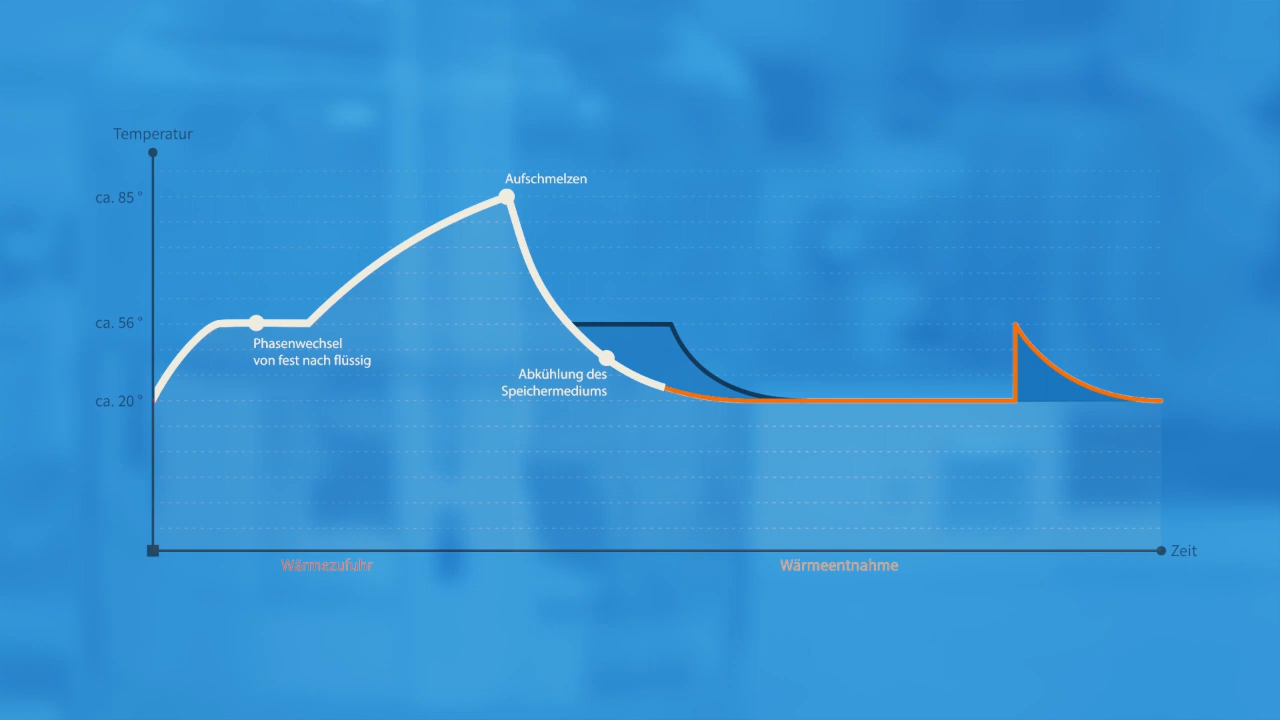 Temperatur
Aufschmelzen
ca. 85°
ca. 56°
Phasenwechsel
von fest nach flüssig
Abkühlung des
Speichermediums
ca. 20°
Zeit
Wärmezufuhr
Wärmeentnahme